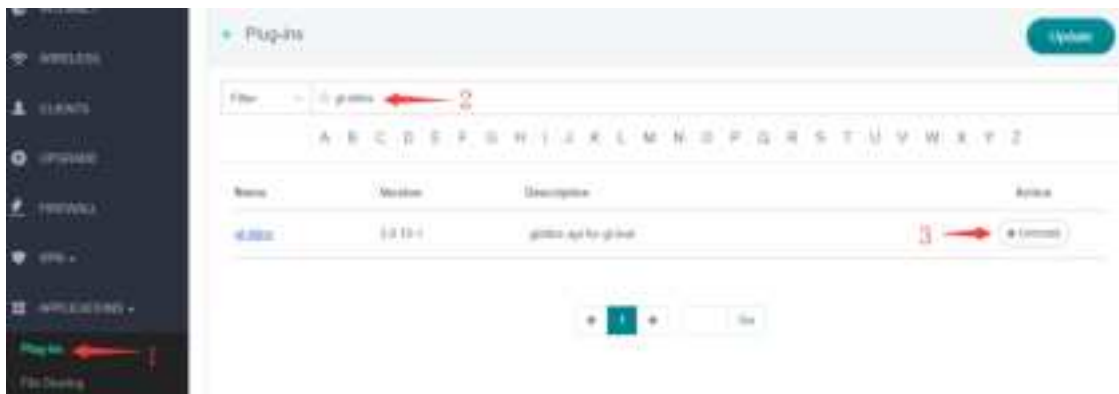 WIRELESS
CLIENTS
UPGRADE
FIREWALL
VPN
APPLICATIONS
Plug-ins
File Sharing
1
Plug-ins
Update
Filter
2
A B C D E F G H I J K L M N O P Q R S T U V W X Y Z
Name Version Description Action
3
1
Go